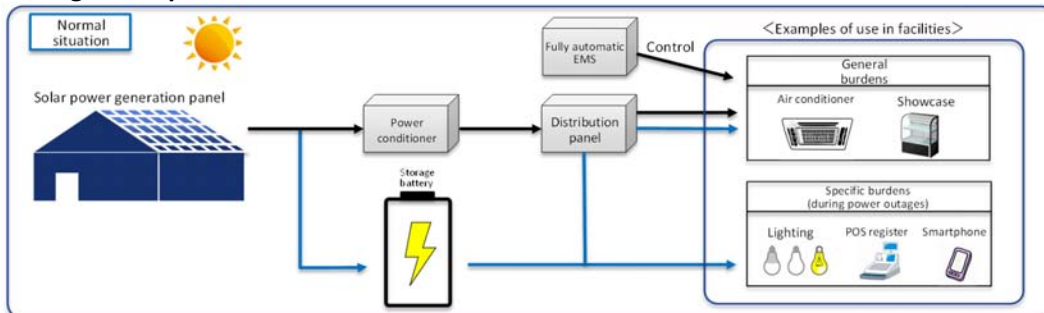 Normal
situation
Solar power generation panel
Power
conditioner
Storage
battery
Fully automatic
EMS
Control
Distribution
panel
<Examples of use in facilities>
General
burdens
Air conditioner
Showcase
Specific burdens
(during power outages)
Lighting
POS register
Smartphone